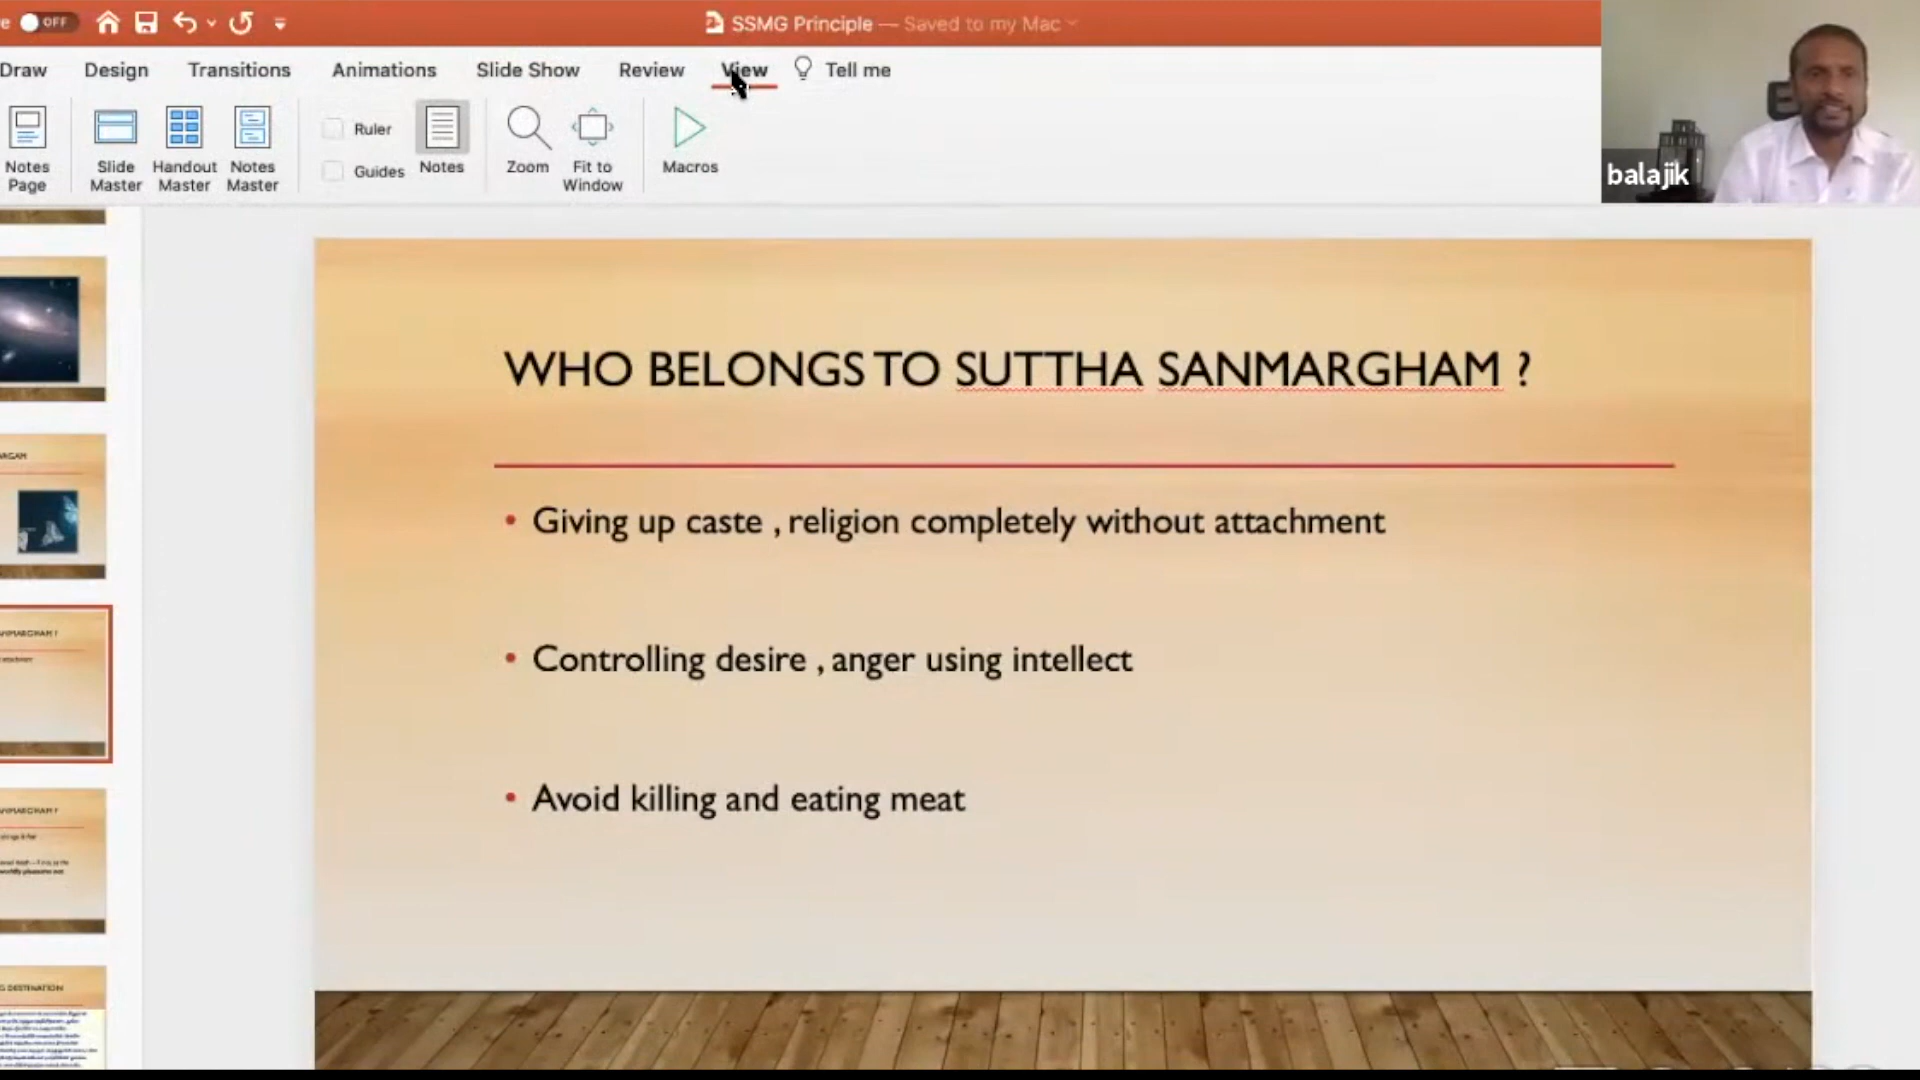 OFF
SSMG Principle — Saved to my Mac
Draw Design Transitions Animations Slide Show Review View Tell me
Notes Page
Slide Master
Handout Master
Notes Master
Ruler
Guides
Notes
Zoom
Fit to Window
Macros
balajik
WHO BELONGS TO SUTTHA SANMARGHAM ?
• Giving up caste , religion completely without attachment
• Controlling desire , anger using intellect
• Avoid killing and eating meat
DESTINATION